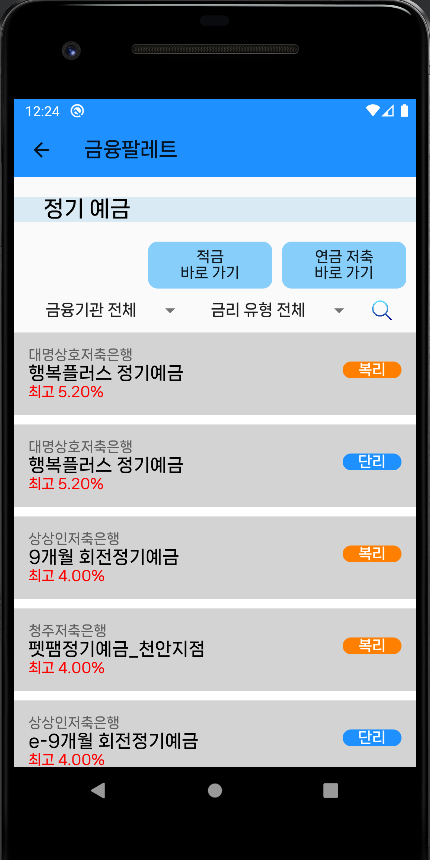 12:24
금융팔레트
정기 예금
적금
바로 가기
연금 저축
바로 가기
금융기관 전체
금리 유형 전체
대명상호저축은행
행복플러스 정기예금
최고 5.20%
복리
대명상호저축은행
행복플러스 정기예금
최고 5.20%
단리
상상인저축은행
9개월 회전정기예금
최고 4.00%
복리
청주저축은행
펫팸정기예금_천안지점
최고 4.00%
복리
상상인저축은행
e-9개월 회전정기예금
최고 4.00%
단리